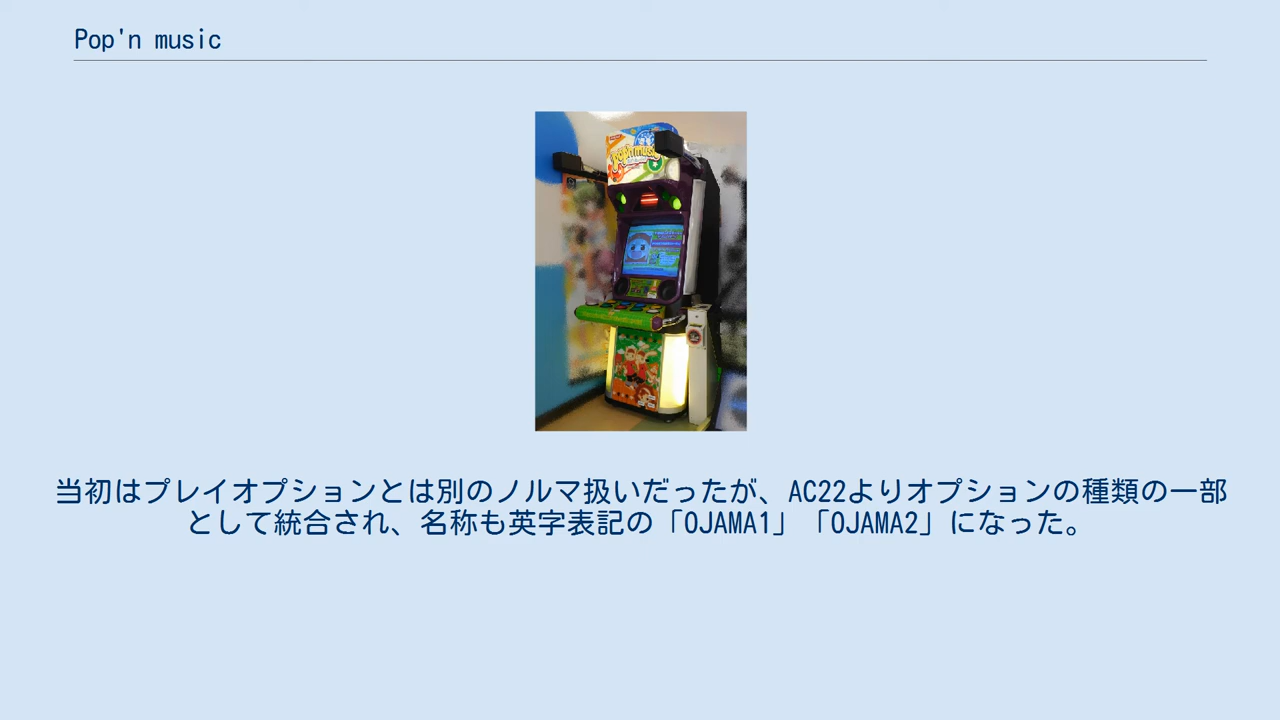 Pop'n music
pop'n music
当初はプレイオプションとは別のノルマ扱いだったが、AC22よりオプションの種類の一部
として統合され、名称も英字表記の「OJAMA1」「OJAMA2」になった。